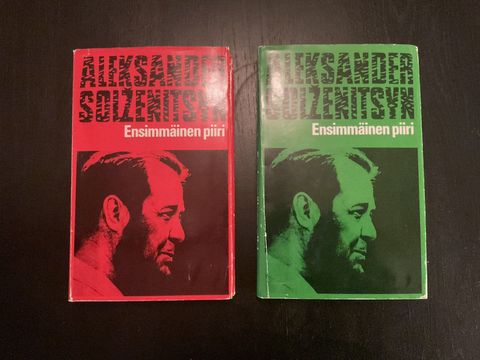 ALEKSANDER
SOLZENITSYN
Ensimmäinen piiri
ALEKSANDER
SOLZENITSYN
Ensimmäinen piiri